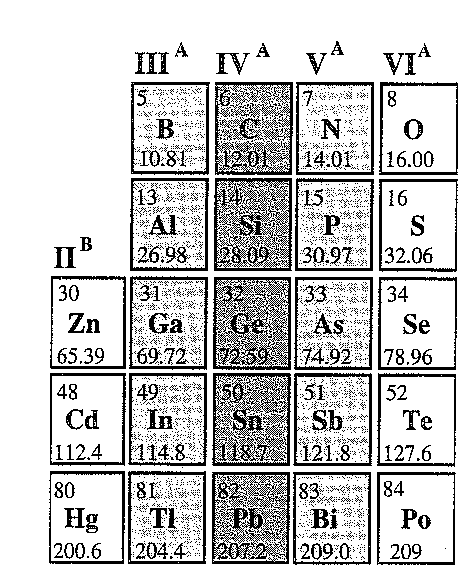 III A IV A V A VI A
5 6 7 8
B C N O
10.81 12.01 14.01 16.00
13 14 15 16
Al Si P S
26.98 28.09 30.97 32.06
II B
30 31 32 33 34
Zn Ga Ge As Se
65.39 69.72 72.59 74.92 78.96
48 49 50 51 52
Cd In Sn Sb Te
112.4 114.8 118.7 121.8 127.6
80 81 82 83 84
Hg Tl Pb Bi Po
200.6 204.4 207.2 209.0 209